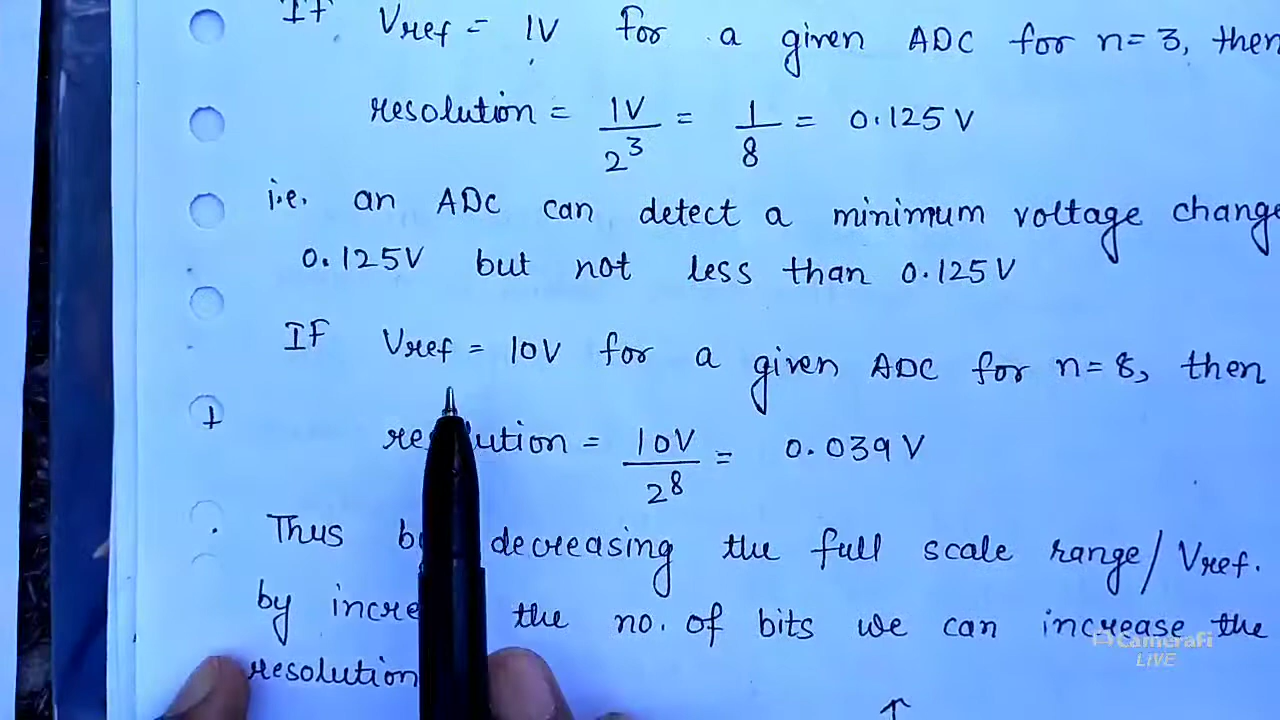 If Vref = 1V for a given ADC for n=3, then
resolution = 1V/2^3 = 1/8 = 0.125 V
i.e. an ADC can detect a minimum voltage change
0.125V but not less than 0.125V
IF Vref = 10V for a given ADC for n=8, then
resolution = 10V/2^8 = 0.039 V
Thus decreasing the full scale range/Vref.
by the no. of bits we can increase the
resolution
CameraFi
LIVE